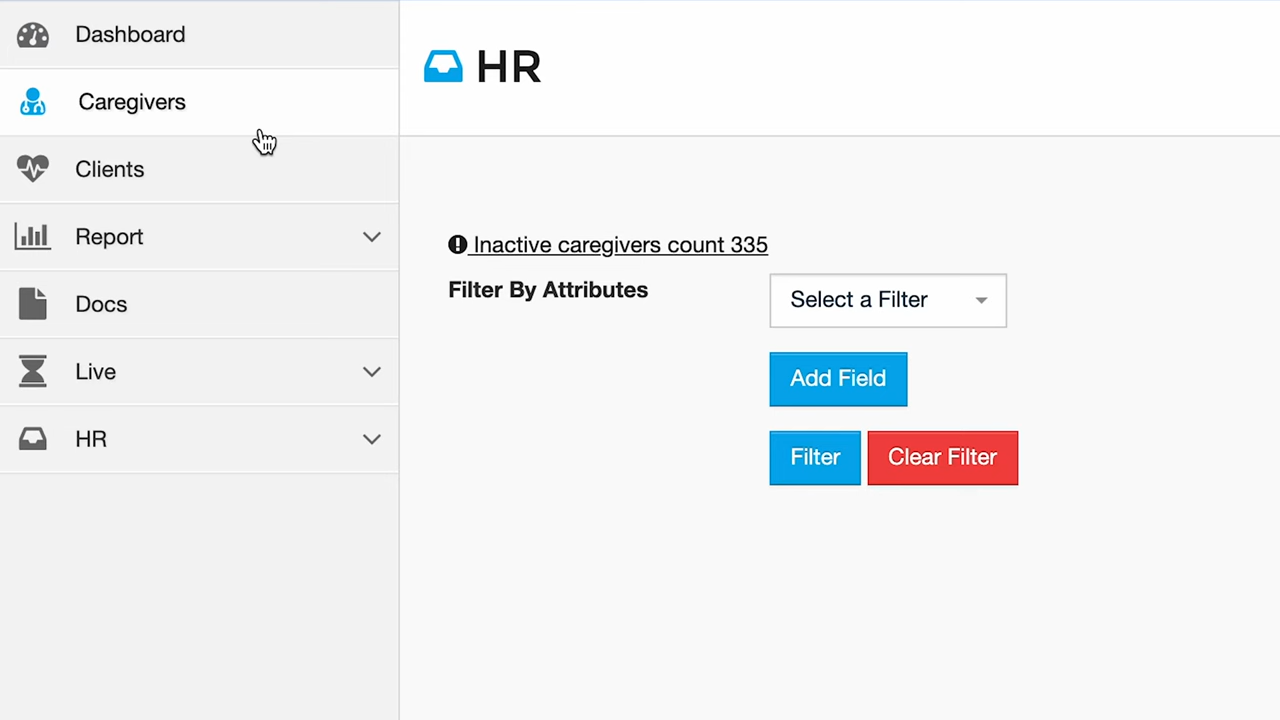 Dashboard
Caregivers
Clients
Report
Docs
Live
HR
HR
Inactive caregivers count 335
Filter By Attributes
Select a Filter
Add Field
Filter
Clear Filter